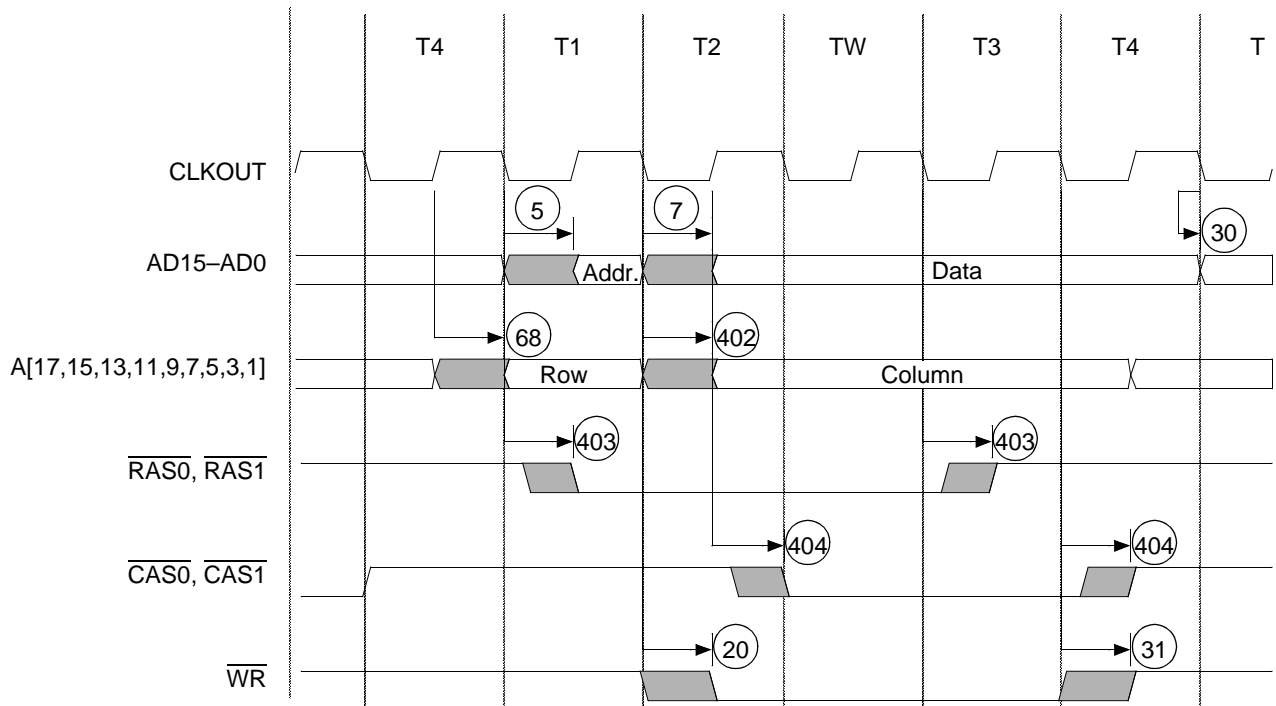 T4 T1 T2 TW T3 T4 T
CLKOUT
5 7 30
AD15–AD0 Addr. Data
68 402
A[17,15,13,11,9,7,5,3,1] Row Column
403 403
RAS0, RAS1
404 404
CAS0, CAS1
20 31
WR